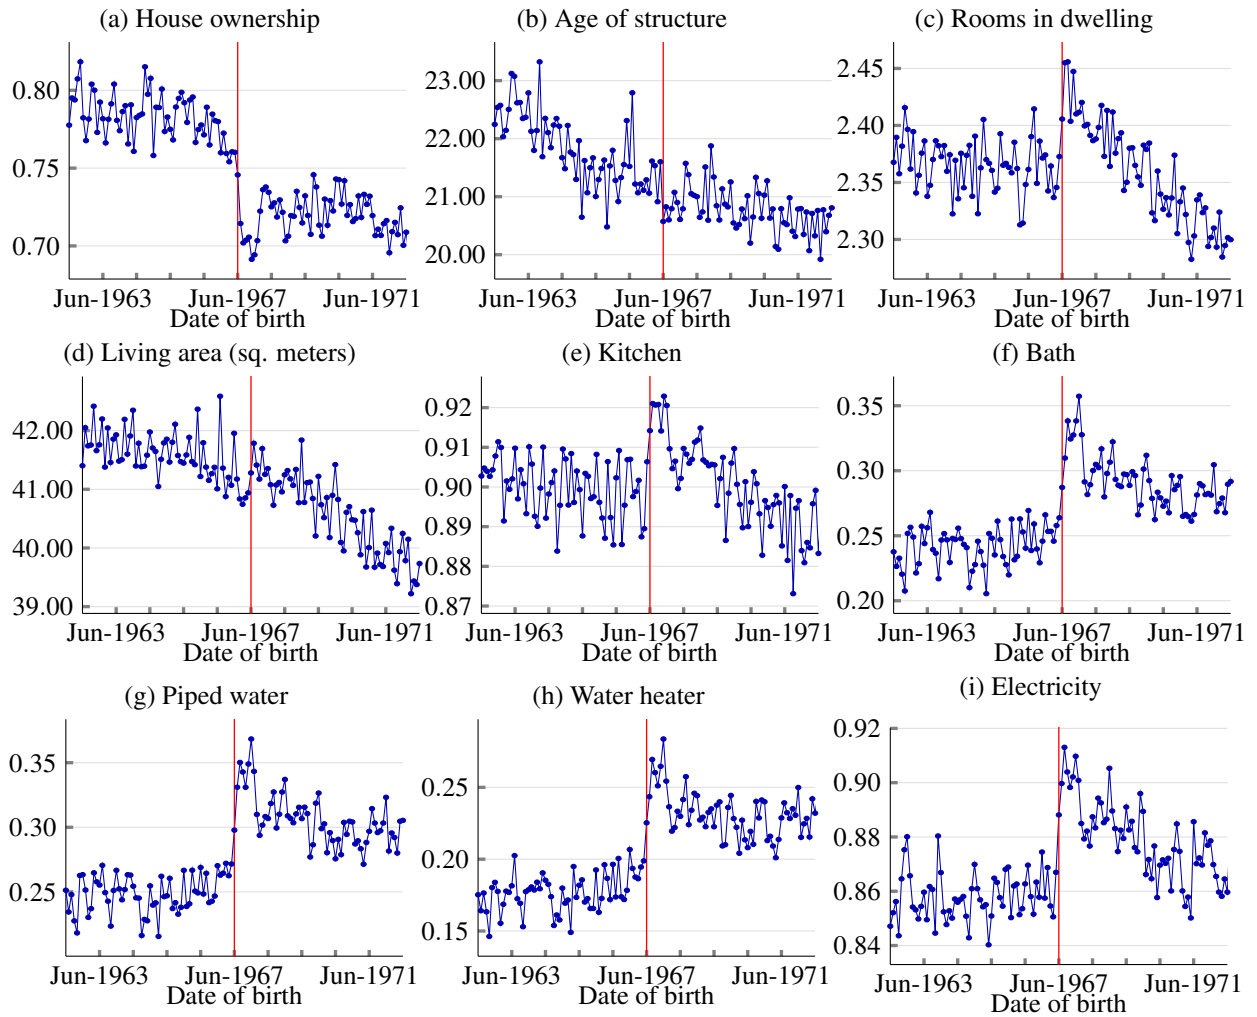 (a) House ownership
0.80
0.75
0.70
Jun-1963 Jun-1967 Jun-1971
Date of birth
(b) Age of structure
23.00
22.00
21.00
20.00
Jun-1963 Jun-1967 Jun-1971
Date of birth
(c) Rooms in dwelling
2.45
2.40
2.35
2.30
Jun-1963 Jun-1967 Jun-1971
Date of birth
(d) Living area (sq. meters)
42.00
41.00
40.00
39.00
Jun-1963 Jun-1967 Jun-1971
Date of birth
(e) Kitchen
0.92
0.91
0.90
0.89
0.88
0.87
Jun-1963 Jun-1967 Jun-1971
Date of birth
(f) Bath
0.35
0.30
0.25
0.20
Jun-1963 Jun-1967 Jun-1971
Date of birth
(g) Piped water
0.35
0.30
0.25
Jun-1963 Jun-1967 Jun-1971
Date of birth
(h) Water heater
0.25
0.20
0.15
Jun-1963 Jun-1967 Jun-1971
Date of birth
(i) Electricity
0.92
0.90
0.88
0.86
0.84
Jun-1963 Jun-1967 Jun-1971
Date of birth